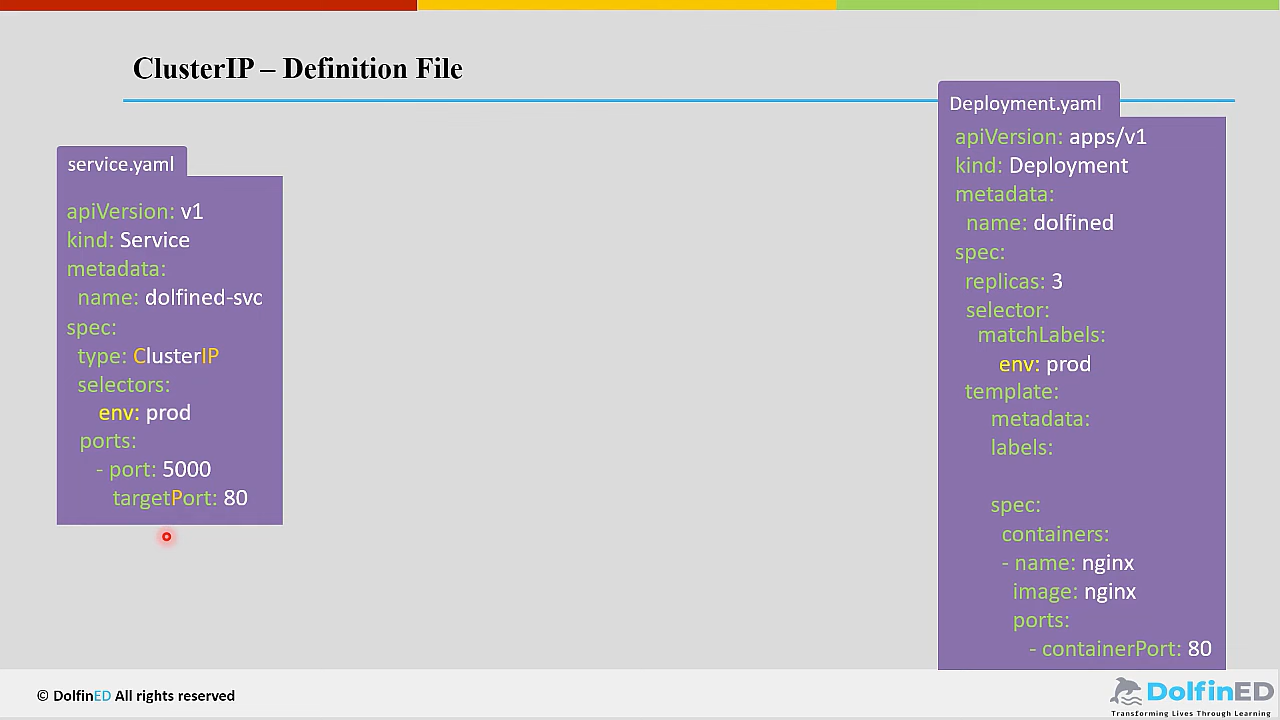 ClusterIP – Definition File
service.yaml
apiVersion: v1
kind: Service
metadata:
name: dolfined-svc
spec:
type: ClusterIP
selectors:
env: prod
ports:
- port: 5000
targetPort: 80
Deployment.yaml
apiVersion: apps/v1
kind: Deployment
metadata:
name: dolfined
spec:
replicas: 3
selector:
matchLabels:
env: prod
template:
metadata:
labels:
spec:
containers:
- name: nginx
image: nginx
ports:
- containerPort: 80
© DolfinED All rights reserved
DolfinED
Transforming Lives Through Learning